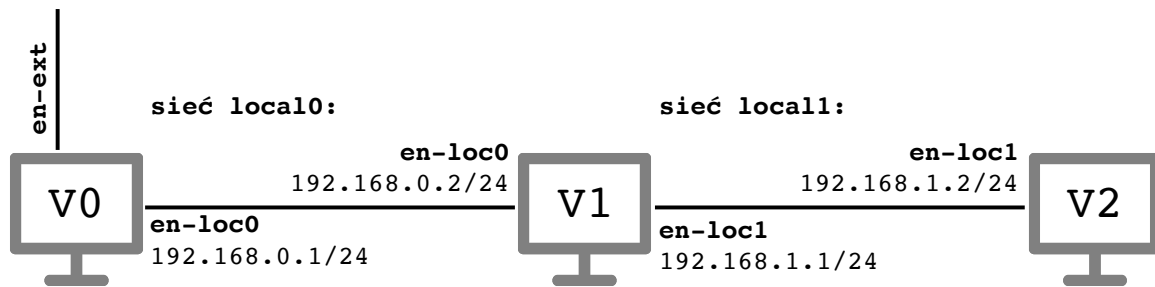 en-ext
sieć local0:
sieć local1:
en-loc0
192.168.0.2/24
en-loc1
192.168.1.2/24
V0
V1
V2
en-loc0
192.168.0.1/24
en-loc1
192.168.1.1/24